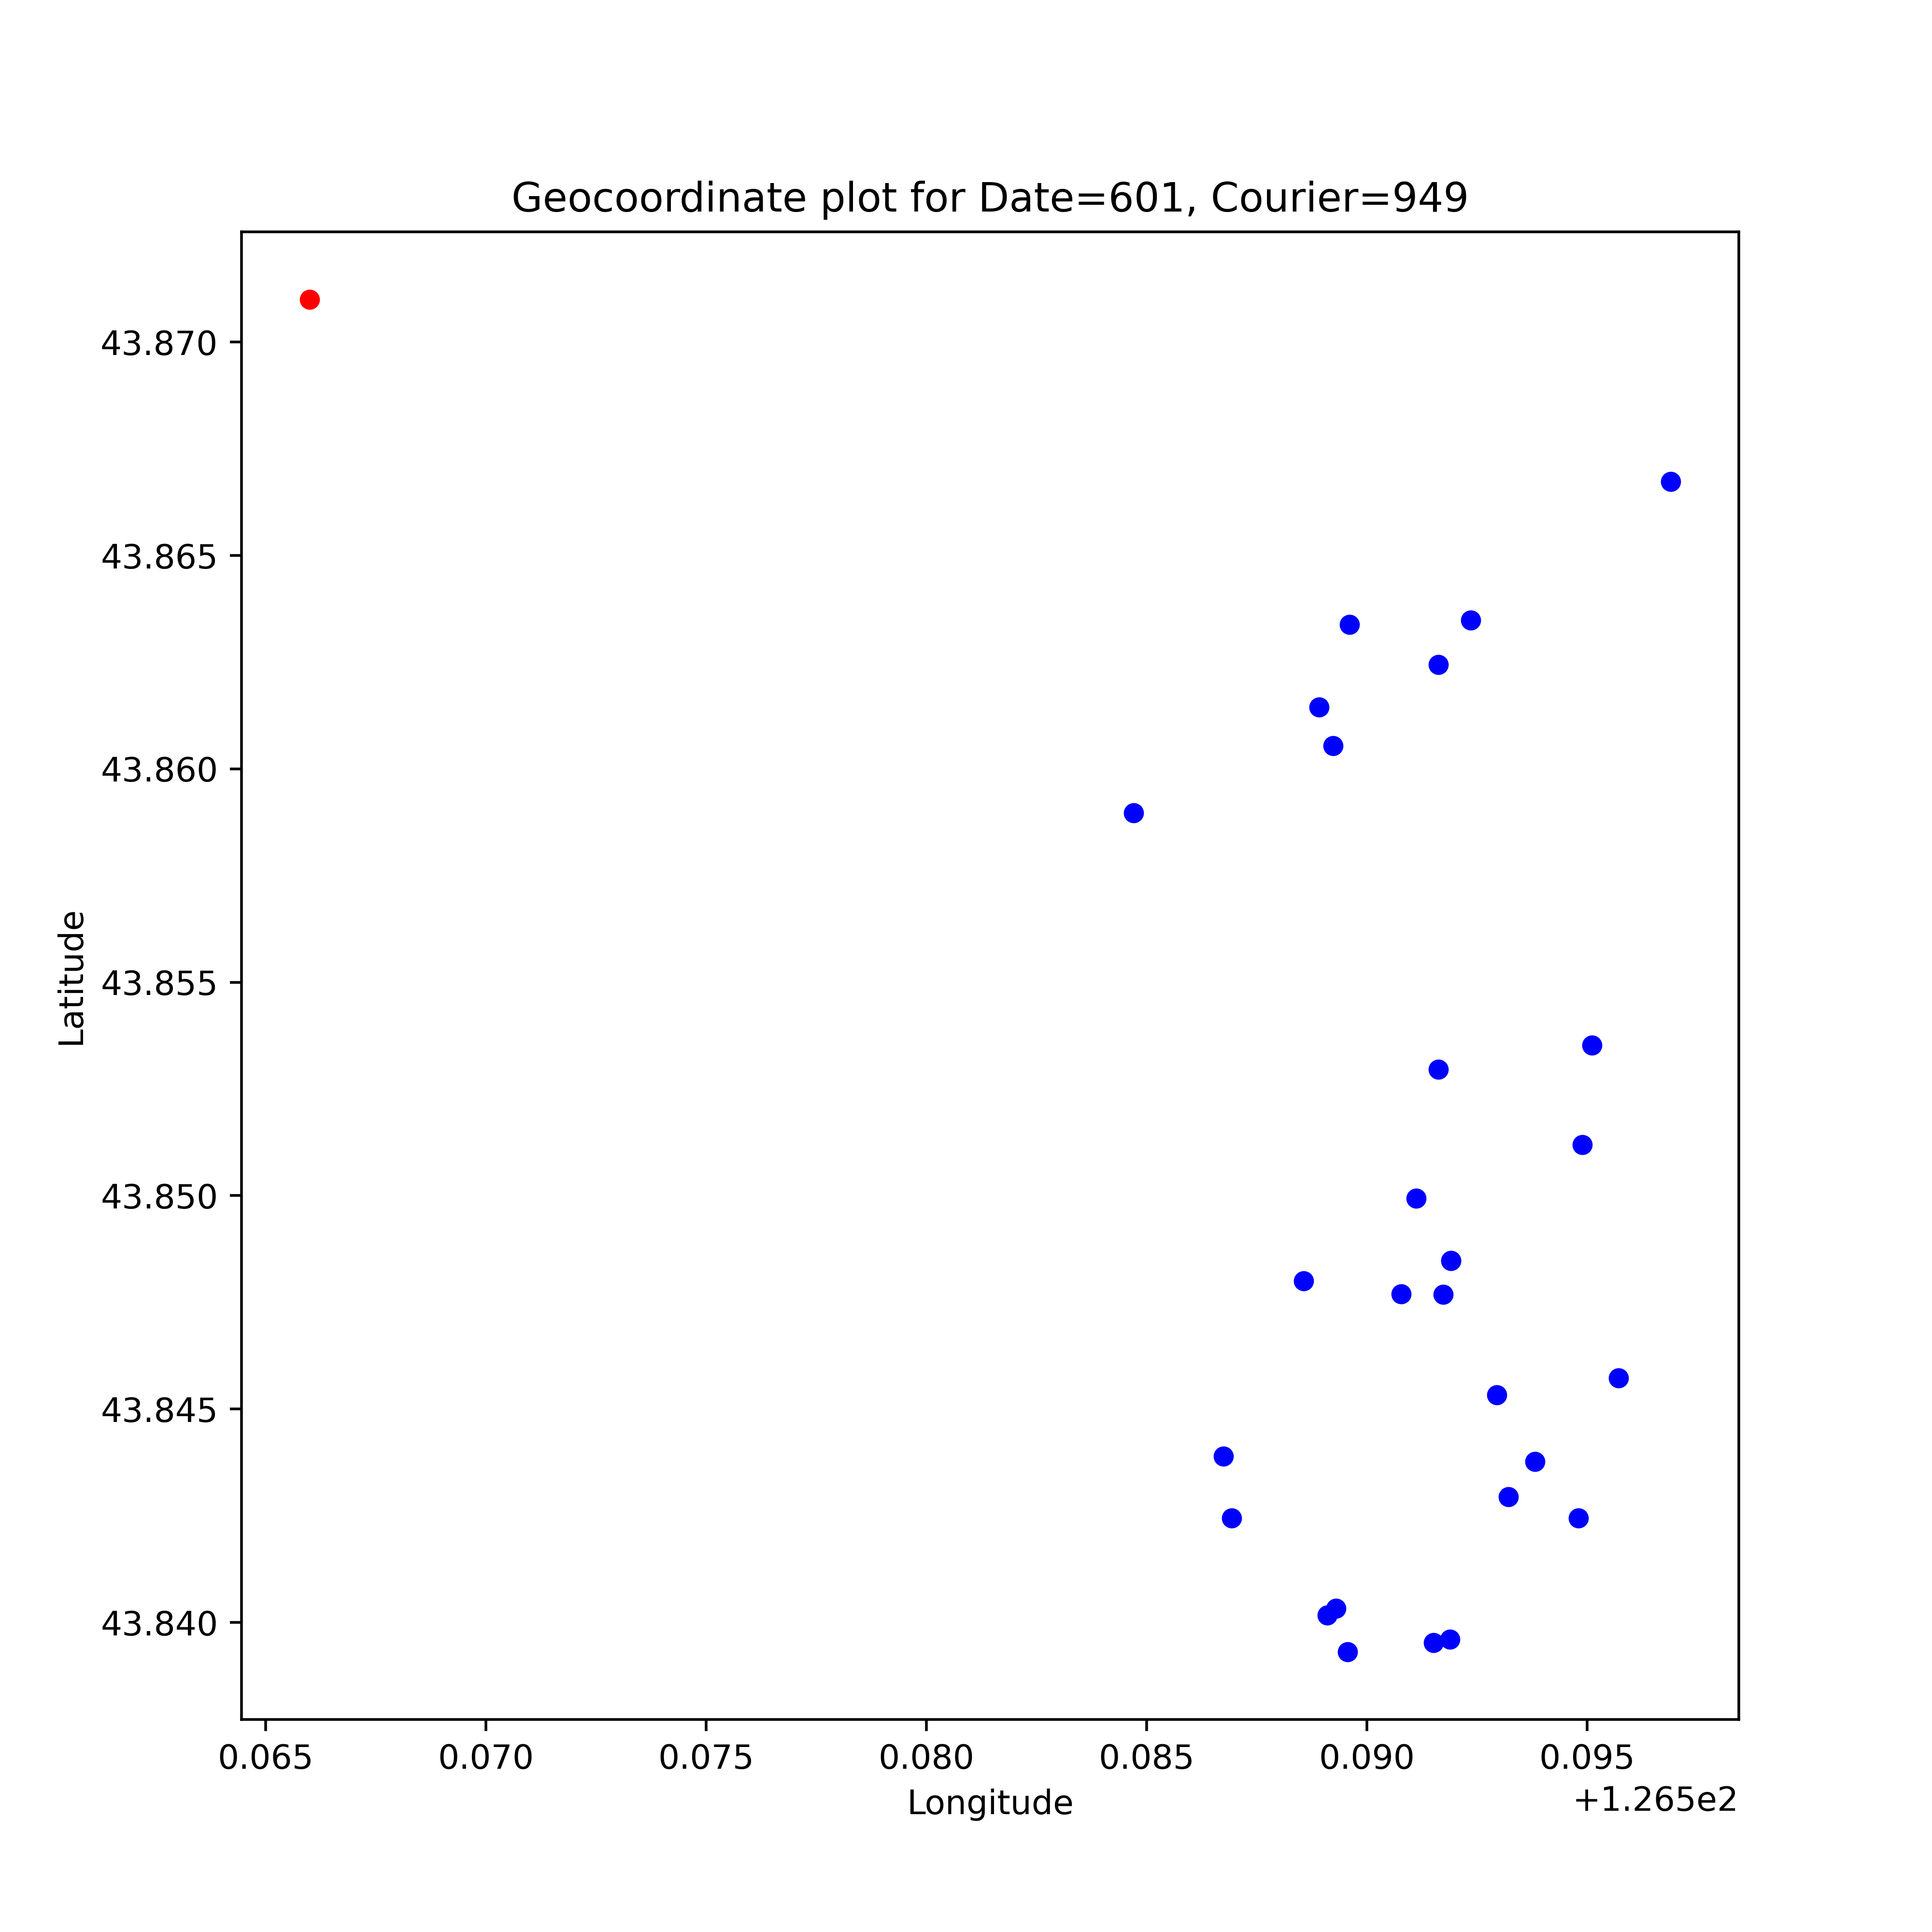 Geocoordinate plot for Date=601, Courier=949
Latitude
43.870
43.865
43.860
43.855
43.850
43.845
43.840
0.065 0.070 0.075 0.080 0.085 0.090 0.095
Longitude
+1.265e2